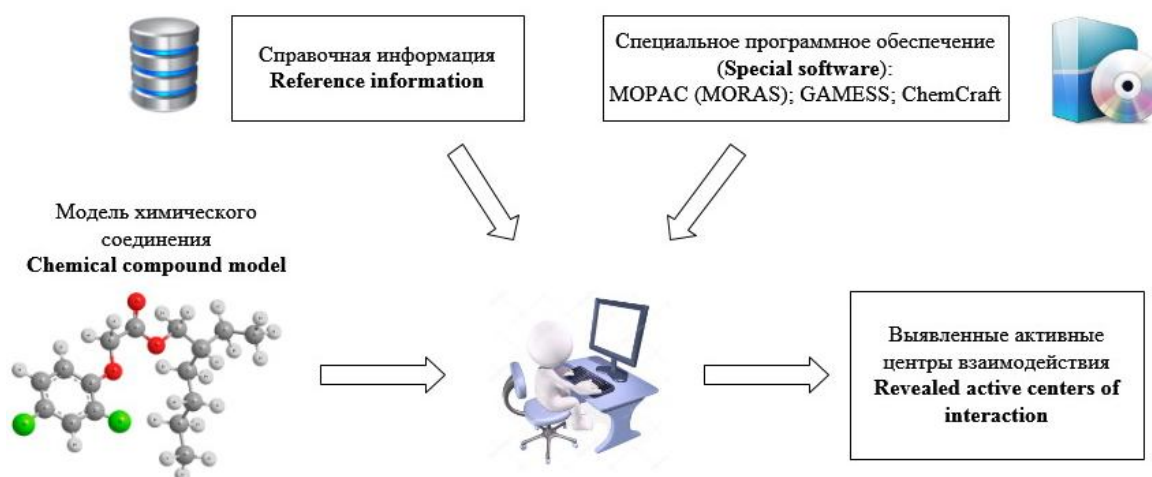 Справочная информация
Reference information
Специальное программное обеспечение
(Special software):
MOPAC (MORAS); GAMESS; ChemCraft
Модель химического
соединения
Chemical compound model
Выявленные активные
центры взаимодействия
Revealed active centers of
interaction